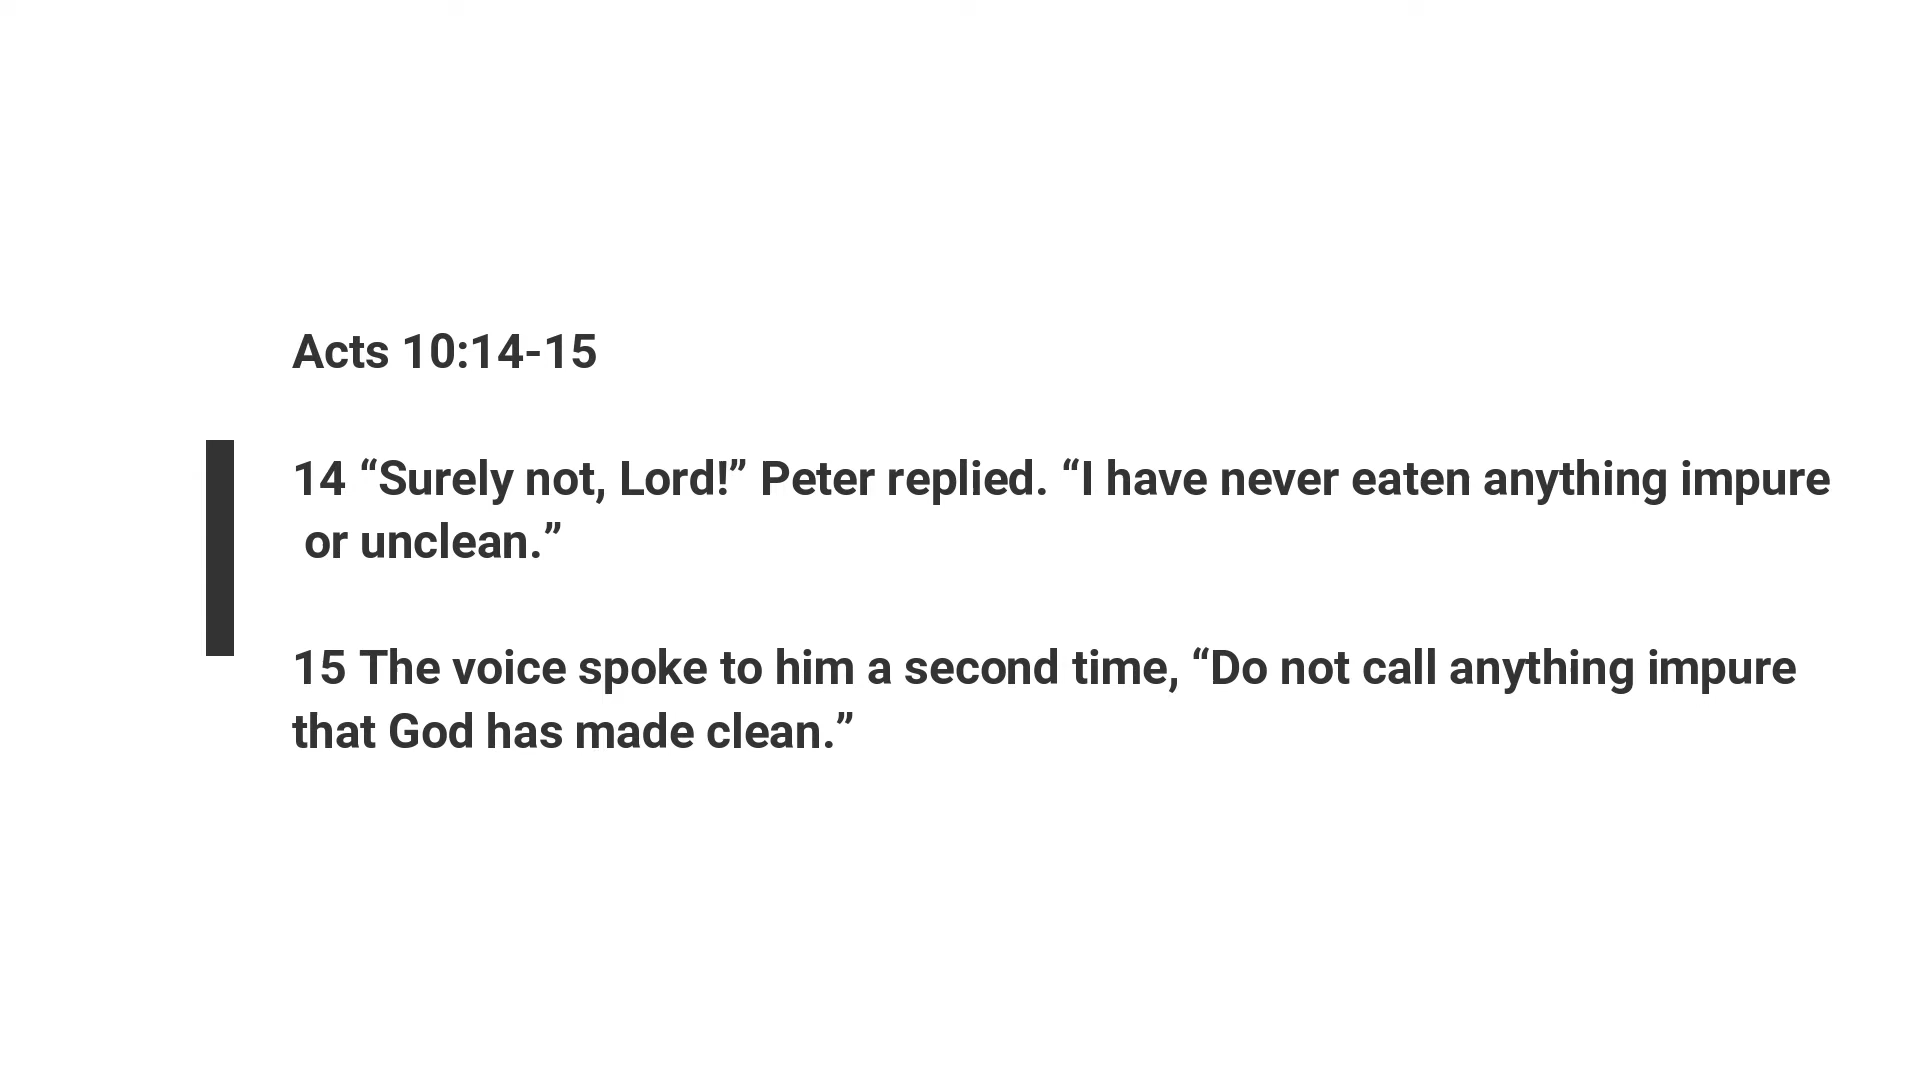 Acts 10:14-15
14 “Surely not, Lord!” Peter replied. “I have never eaten anything impure
or unclean.”
15 The voice spoke to him a second time, “Do not call anything impure
that God has made clean.”